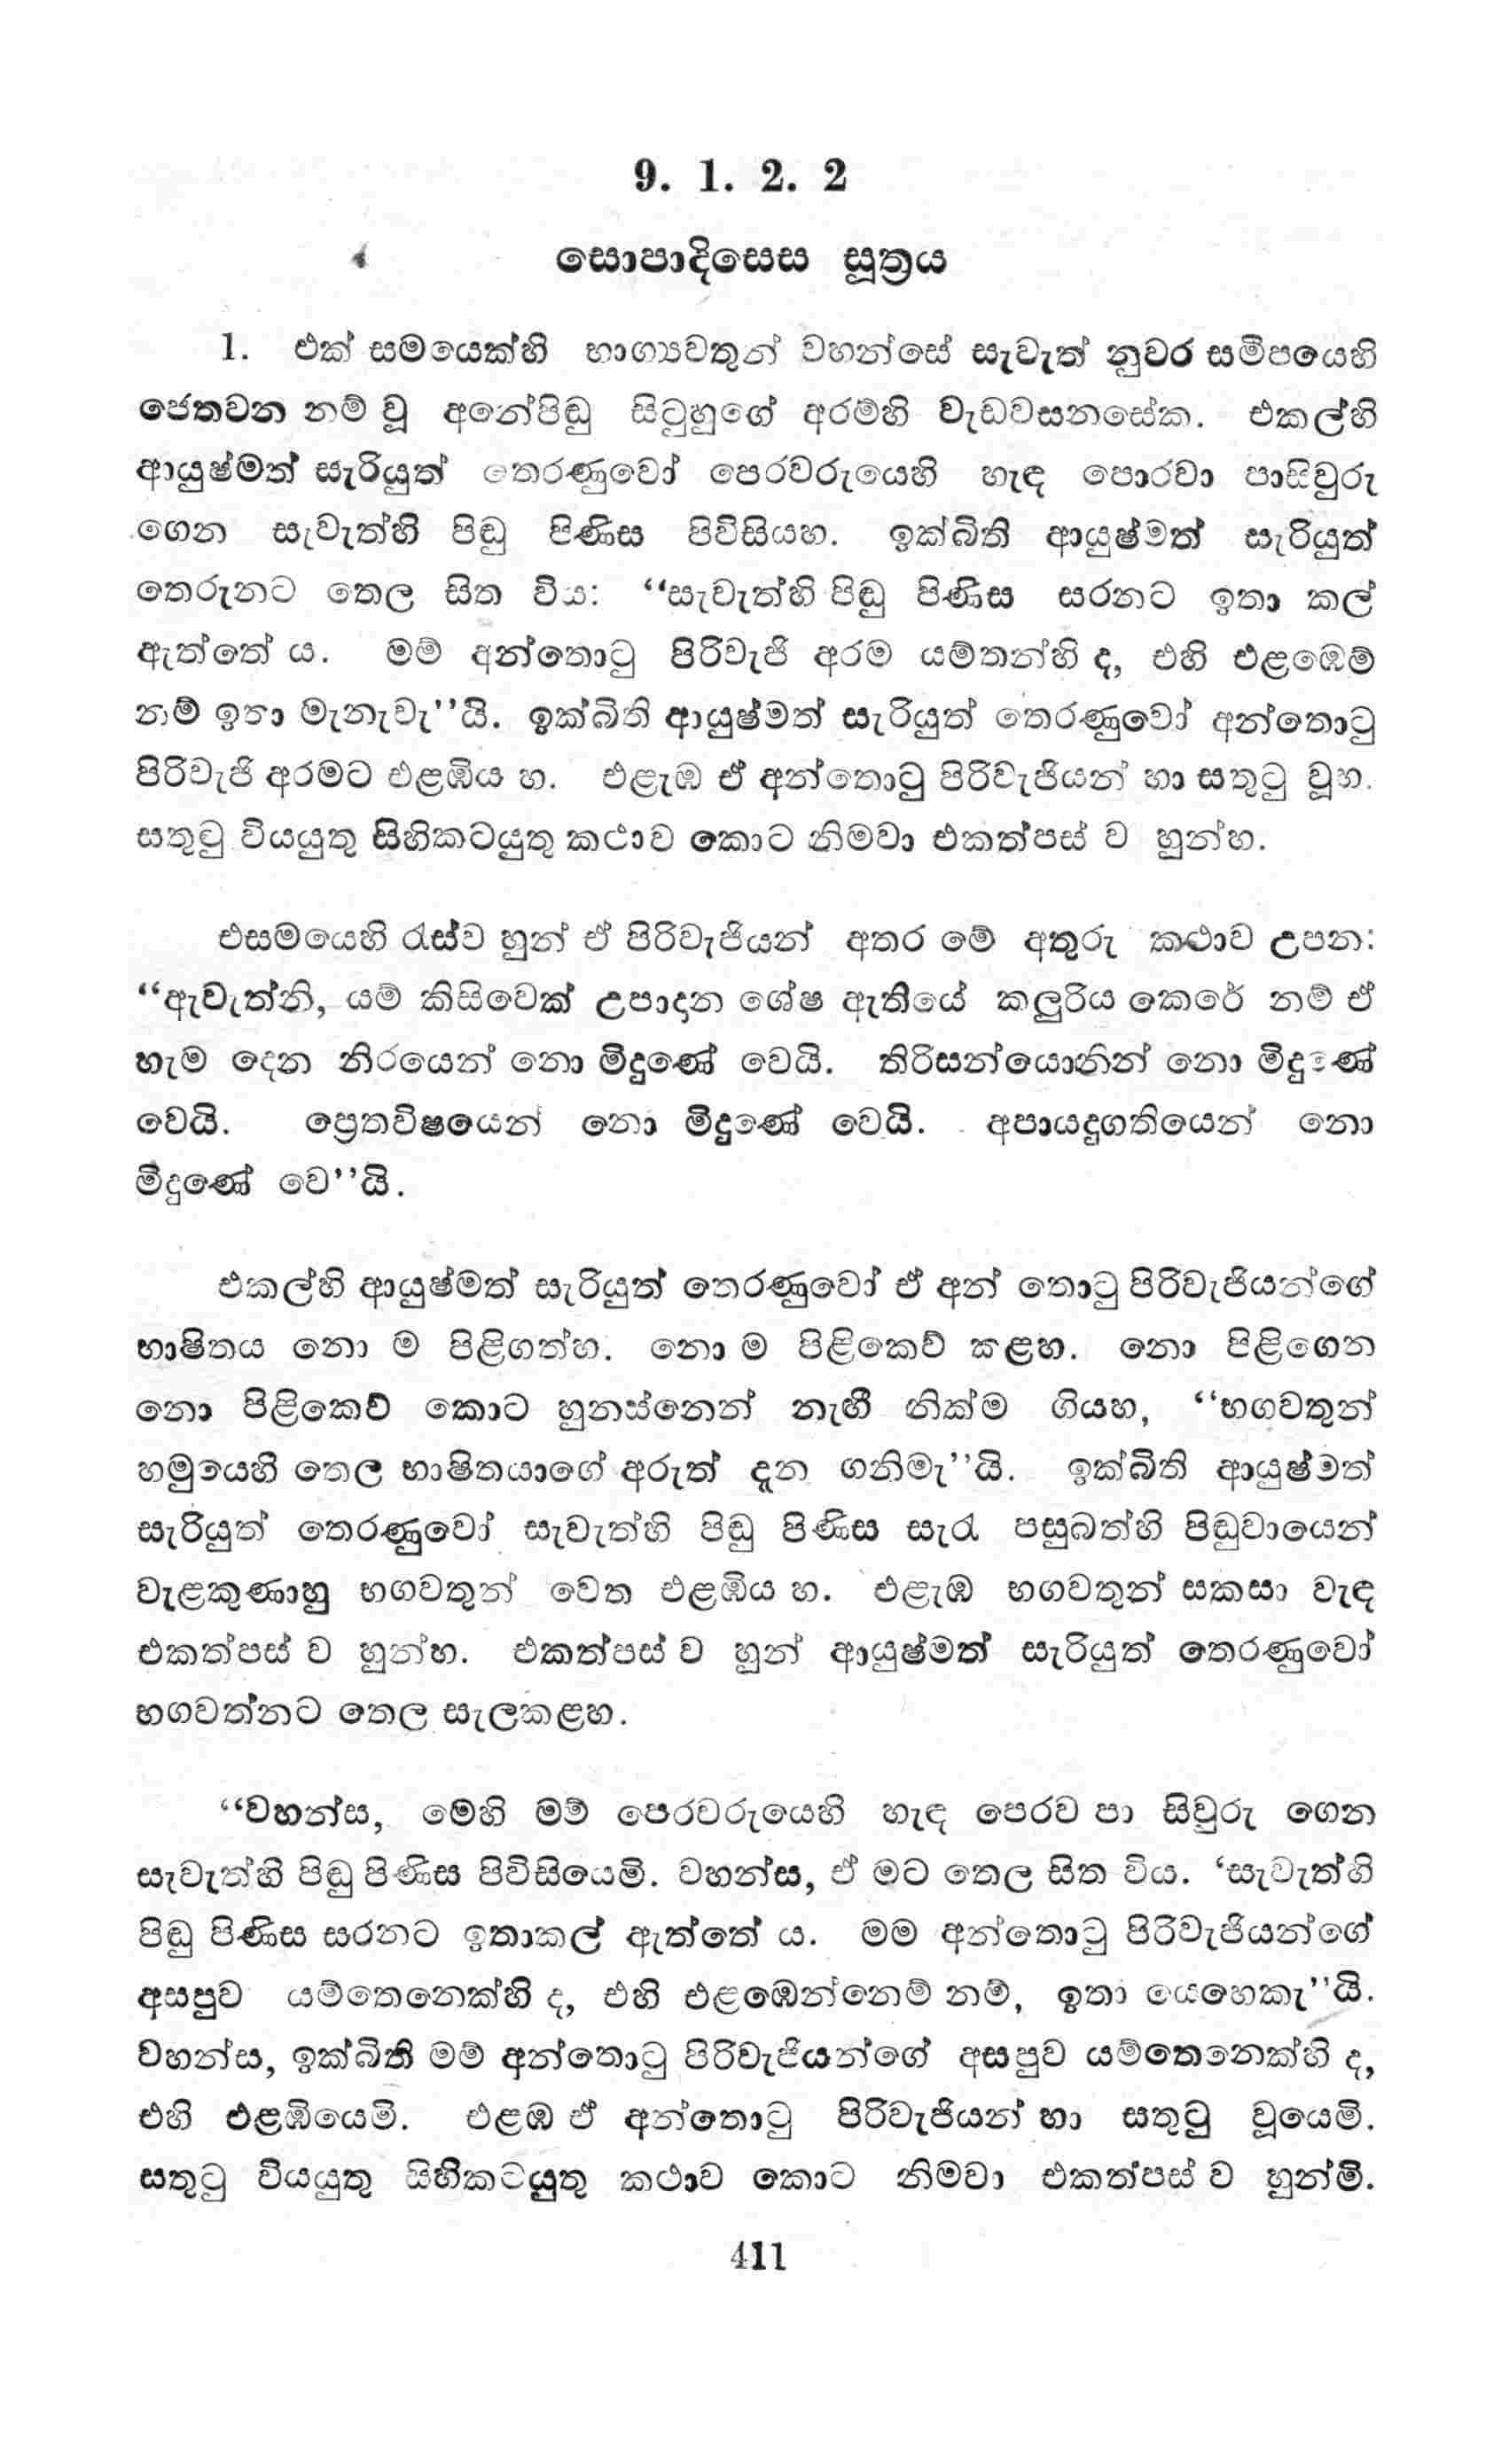 9. 1. 2. 2
සොපාදිසෙස සූත්‍රය
1. එක් සමයෙක්හි භාග්‍යවතුන් වහන්සේ සැවැත් නුවර සමීපයෙහි
ජෙතවන නම් වූ අනේපිඬු සිටුහුගේ අරම්හි වැඩවසනසේක. එකල්හි
ආයුෂ්මත් සැරියුත් තෙරණුවෝ පෙරවරුයෙහි හැඳ පොරවා පාසිවුරු
ගෙන සැවැත්හි පිඬු පිණිස පිවිසියහ. ඉක්බිති ආයුෂ්මත් සැරියුත්
තෙරුනට තෙල සිත විය: “සැවැත්හි පිඬු පිණිස සරනට ඉතා කල්
ඇත්තේ ය. මම් අන්තොටු පිරිවැජි අරම යම්තන්හි ද, එහි එළඹෙම්
නම් ඉතා මැනැවැ”යි. ඉක්බිති ආයුෂ්මත් සැරියුත් තෙරණුවෝ අන්තොටු
පිරිවැජි අරමට එළඹිය හ. එළැඹ ඒ අන්තොටු පිරිවැජියන් හා සතුටු වූහ.
සතුටු වියයුතු සිහිකටයුතු කථාව කොට නිමවා එකත්පස් ව හුන්හ.
එසමයෙහි රැස්ව හුන් ඒ පිරිවැජියන් අතර මේ අතුරු කථාව උපන:
“ඇවැත්නි, යම් කිසිවෙක් උපාදාන ශේෂ ඇතියේ කලුරිය කෙරේ නම් ඒ
හැම දෙන නිරයෙන් නො මිදුණේ වෙයි. තිරිසන්යොනින් නො මිදුණේ
වෙයි. ප්‍රෙතවිෂයෙන් නො මිදුණේ වෙයි. අපායදුගතියෙන් නො
මිදුණේ වෙ”යි.
එකල්හි ආයුෂ්මත් සැරියුත් තෙරණුවෝ ඒ අන් තොටු පිරිවැජියන්ගේ
භාෂිතය නො ම පිළිගත්හ. නො ම පිළිකෙව් කළහ. නො පිළිගෙන
නො පිළිකෙව් කොට හුනස්නෙන් නැඟී නික්ම ගියහ, “භගවතුන්
හමුයෙහි තෙල භාෂිතයාගේ අරුත් දැන ගනිමැ”යි. ඉක්බිති ආයුෂ්මත්
සැරියුත් තෙරණුවෝ සැවැත්හි පිඬු පිණිස සැරැ පසුබත්හි පිඬුවායෙන්
වැළකුණාහු භගවතුන් වෙත එළඹිය හ. එළැඹ භගවතුන් සකසා වැඳ
එකත්පස් ව හුන්හ. එකත්පස් ව හුන් ආයුෂ්මත් සැරියුත් තෙරණුවෝ
භගවත්නට තෙල සැලකළහ.
“වහන්ස, මෙහි මම් පෙරවරුයෙහි හැඳ පෙරව පා සිවුරු ගෙන
සැවැත්හි පිඬු පිණිස පිවිසියෙමි. වහන්ස, ඒ මට තෙල සිත විය. ‘සැවැත්හි
පිඬු පිණිස සරනට ඉතාකල් ඇත්තේ ය. මම අන්තොටු පිරිවැජියන්ගේ
අසපුව යම්තෙනෙක්හි ද, එහි එළඹෙන්නෙම් නම්, ඉතා යෙහෙකැ”යි.
වහන්ස, ඉක්බිති මම් අන්තොටු පිරිවැජියන්ගේ අසපුව යම්තෙනෙක්හි ද,
එහි එළඹියෙමි. එළඹ ඒ අන්තොටු පිරිවැජියන් හා සතුටු වූයෙමි.
සතුටු වියයුතු සිහිකටයුතු කථාව කොට නිමවා එකත්පස් ව හුන්මි.
411